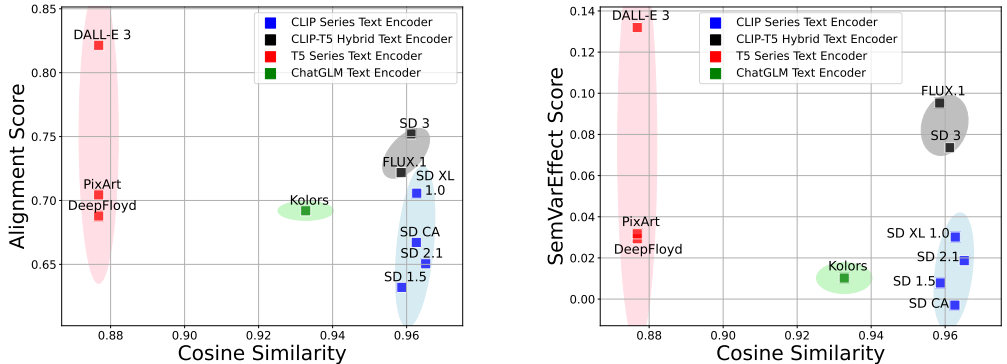 0.85
0.80
0.75
0.70
0.65
Alignment Score
DALL-E 3
CLIP Series Text Encoder
CLIP-T5 Hybrid Text Encoder
T5 Series Text Encoder
ChatGLM Text Encoder
SD 3
FLUX.1
SD XL
1.0
PixArt
DeepFloyd
Kolors
SD CA
SD 2.1
SD 1.5
0.88
0.90
0.92
0.94
0.96
Cosine Similarity
0.14
0.12
0.10
0.08
0.06
0.04
0.02
0.00
SemVarEffect Score
DALL-E 3
CLIP Series Text Encoder
CLIP-T5 Hybrid Text Encoder
T5 Series Text Encoder
ChatGLM Text Encoder
FLUX.1
SD 3
PixArt
DeepFloyd
SD XL 1.0
SD 2.1
Kolors
SD 1.5
SD CA
0.88
0.90
0.92
0.94
0.96
Cosine Similarity